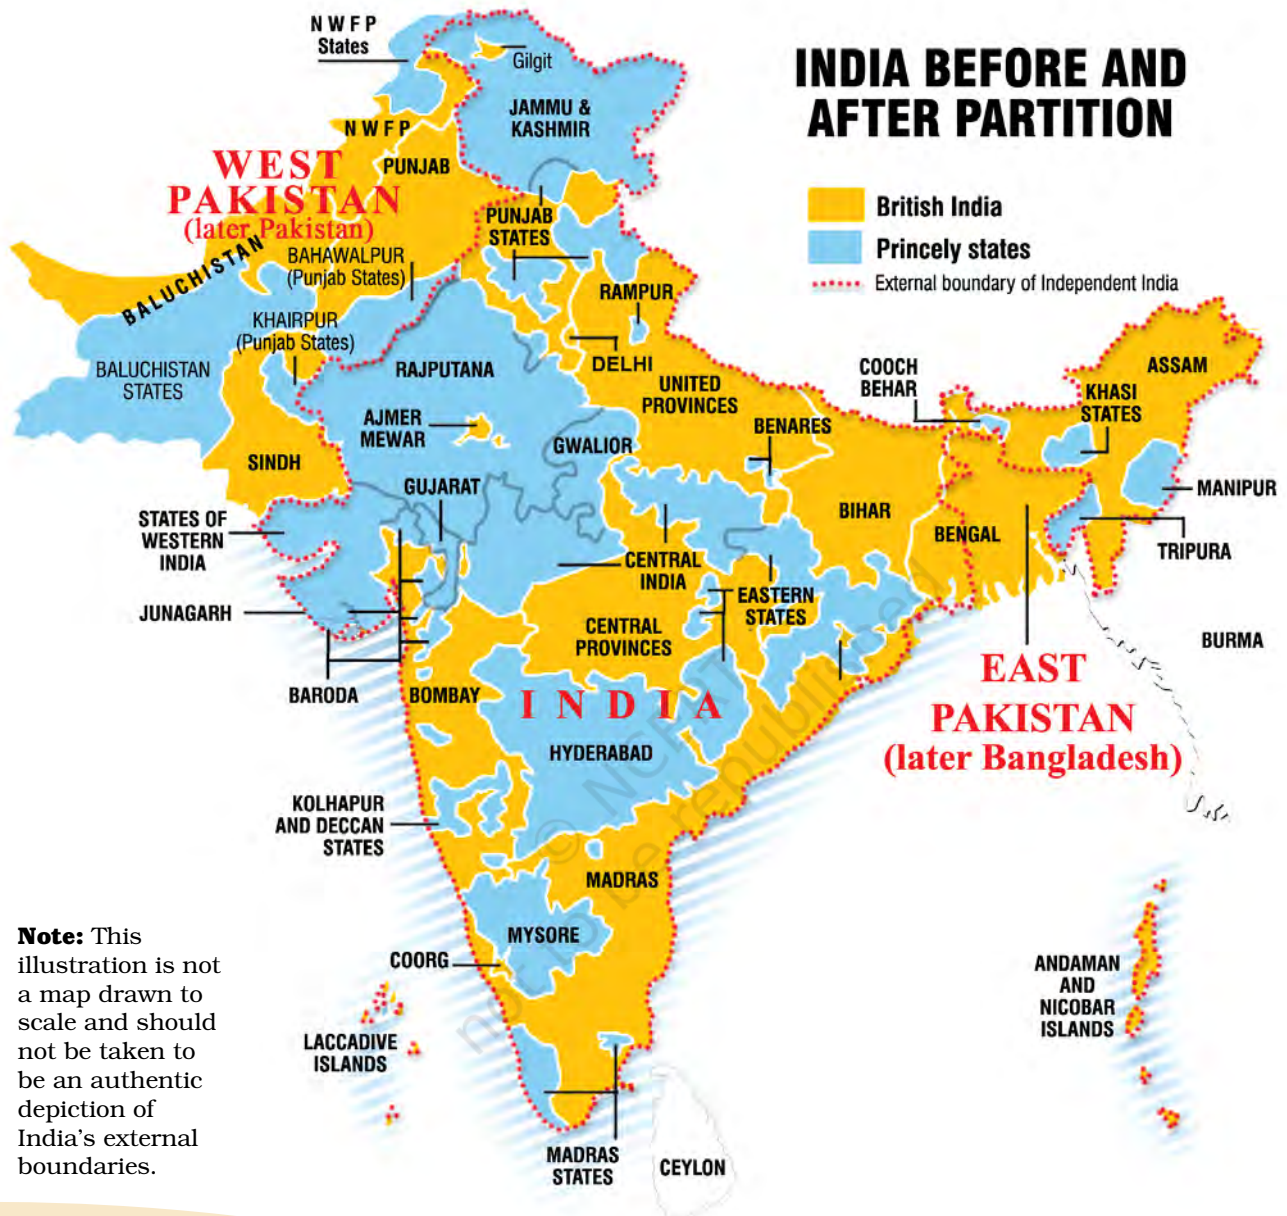 INDIA BEFORE AND
AFTER PARTITION
British India
Princely states
External boundary of Independent India
N W F P
States
Gilgit
JAMMU &
KASHMIR
N W F P
WEST
PAKISTAN
(later Pakistan)
PUNJAB
PUNJAB
STATES
BALUCHISTAN
BAHAWALPUR
(Punjab States)
RAMPUR
KHAIRPUR
(Punjab States)
DELHI
BALUCHISTAN
STATES
RAJPUTANA
UNITED
PROVINCES
COOCH
BEHAR
ASSAM
KHASI
STATES
AJMER
MEWAR
GWALIOR
BENARES
SINDH
GUJARAT
MANIPUR
BIHAR
STATES OF
WESTERN
INDIA
BENGAL
TRIPURA
CENTRAL
INDIA
JUNAGARH
EASTERN
STATES
CENTRAL
PROVINCES
BURMA
BARODA
BOMBAY
INDIA
EAST
PAKISTAN
(later Bangladesh)
HYDERABAD
KOLHAPUR
AND DECCAN
STATES
MADRAS
MYSORE
COORG
ANDAMAN
AND
NICOBAR
ISLANDS
LACCADIVE
ISLANDS
MADRAS
STATES
CEYLON
Note: This
illustration is not
a map drawn to
scale and should
not be taken to
be an authentic
depiction of
India’s external
boundaries.
© NCERT
not to be republished